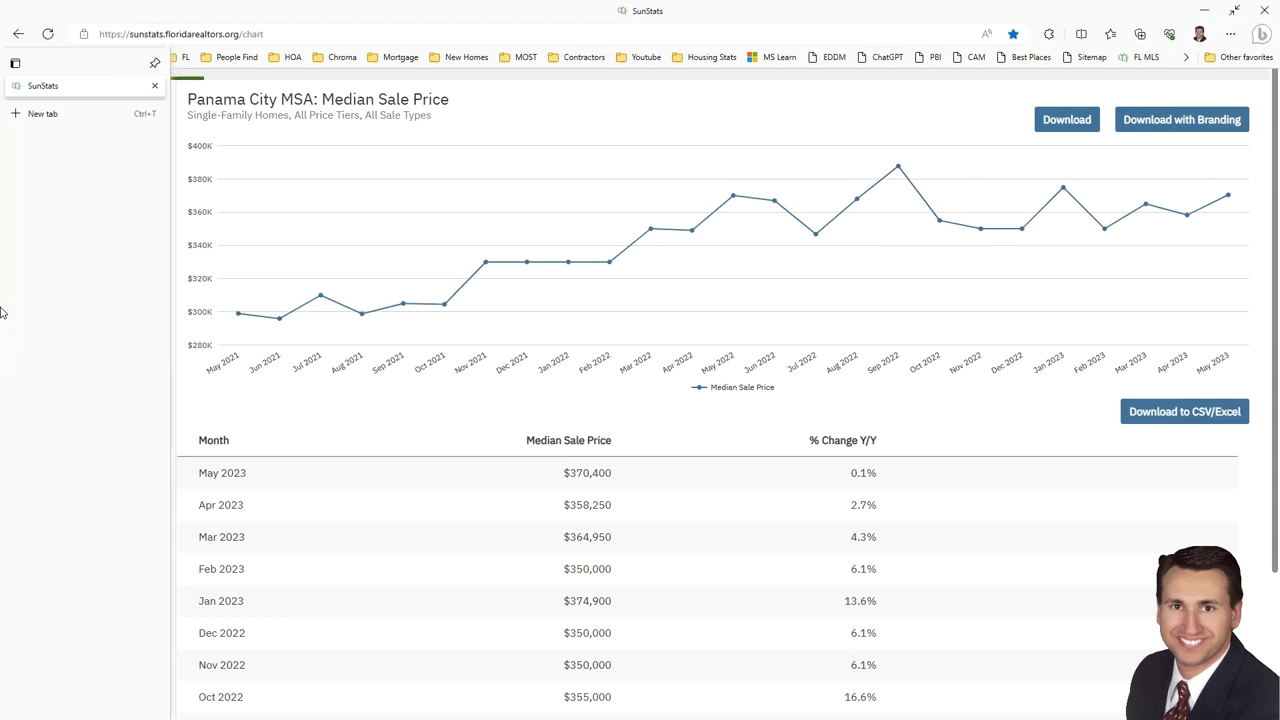 SunStats
https://sunstats.floridarealtors.org/chart
FL People Find HOA Chroma Mortgage New Homes MOST Contractors Youtube Housing Stats MS Learn EDDM ChatGPT PBI CAM Best Places Sitemap FL MLS Other favorites
SunStats
New tab Ctrl+T
Panama City MSA: Median Sale Price
Single-Family Homes, All Price Tiers, All Sale Types
Download Download with Branding
$400K
$380K
$360K
$340K
$320K
$300K
$280K
May 2021 Jun 2021 Jul 2021 Aug 2021 Sep 2021 Oct 2021 Nov 2021 Dec 2021 Jan 2022 Feb 2022 Mar 2022 Apr 2022 May 2022 Jun 2022 Jul 2022 Aug 2022 Sep 2022 Oct 2022 Nov 2022 Dec 2022 Jan 2023 Feb 2023 Mar 2023 Apr 2023 May 2023
Median Sale Price
Download to CSV/Excel
Month Median Sale Price % Change Y/Y
May 2023 $370,400 0.1%
Apr 2023 $358,250 2.7%
Mar 2023 $364,950 4.3%
Feb 2023 $350,000 6.1%
Jan 2023 $374,900 13.6%
Dec 2022 $350,000 6.1%
Nov 2022 $350,000 6.1%
Oct 2022 $355,000 16.6%